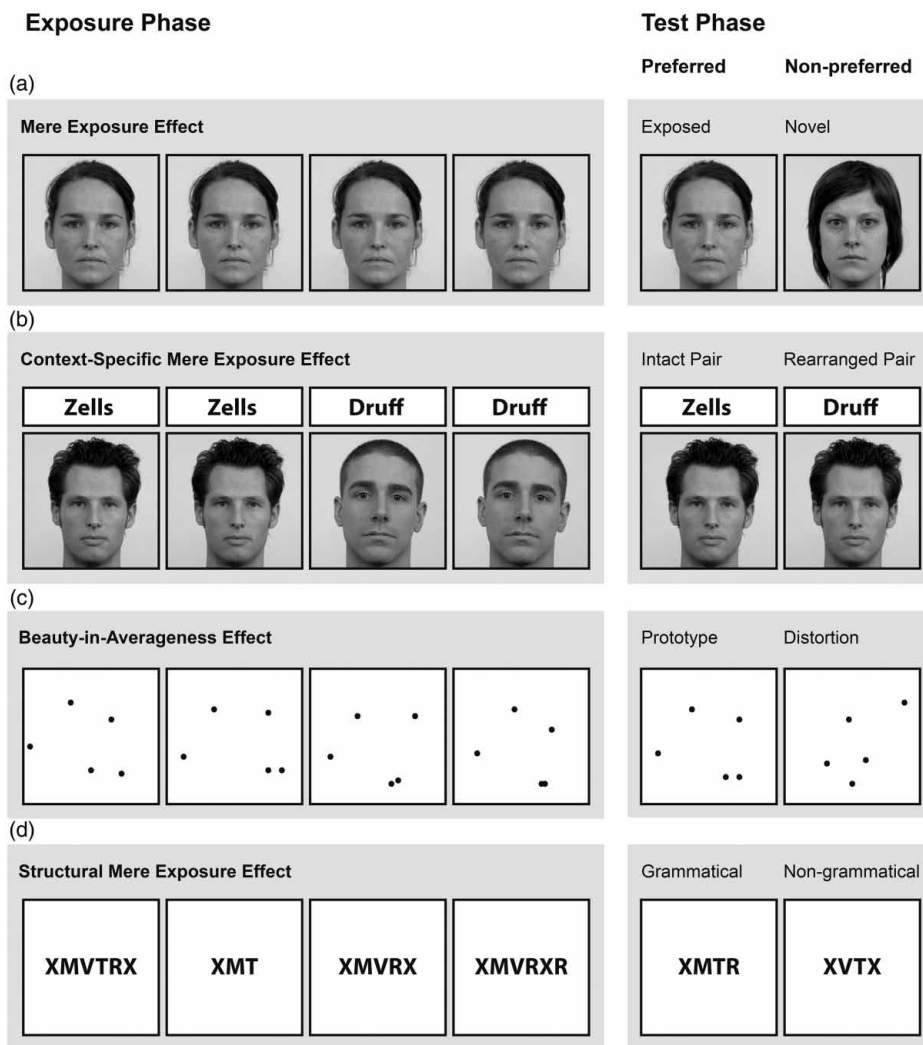 Exposure Phase
Test Phase
Preferred Non-preferred
(a)
Mere Exposure Effect
Exposed Novel
(b)
Context-Specific Mere Exposure Effect
Intact Pair Rearranged Pair
Zells Zells Druff Druff Zells Druff
(c)
Beauty-in-Averageness Effect
Prototype Distortion
(d)
Structural Mere Exposure Effect
Grammatical Non-grammatical
XMVTRX XMT XMVRX XMVRXR XMTR XVTX